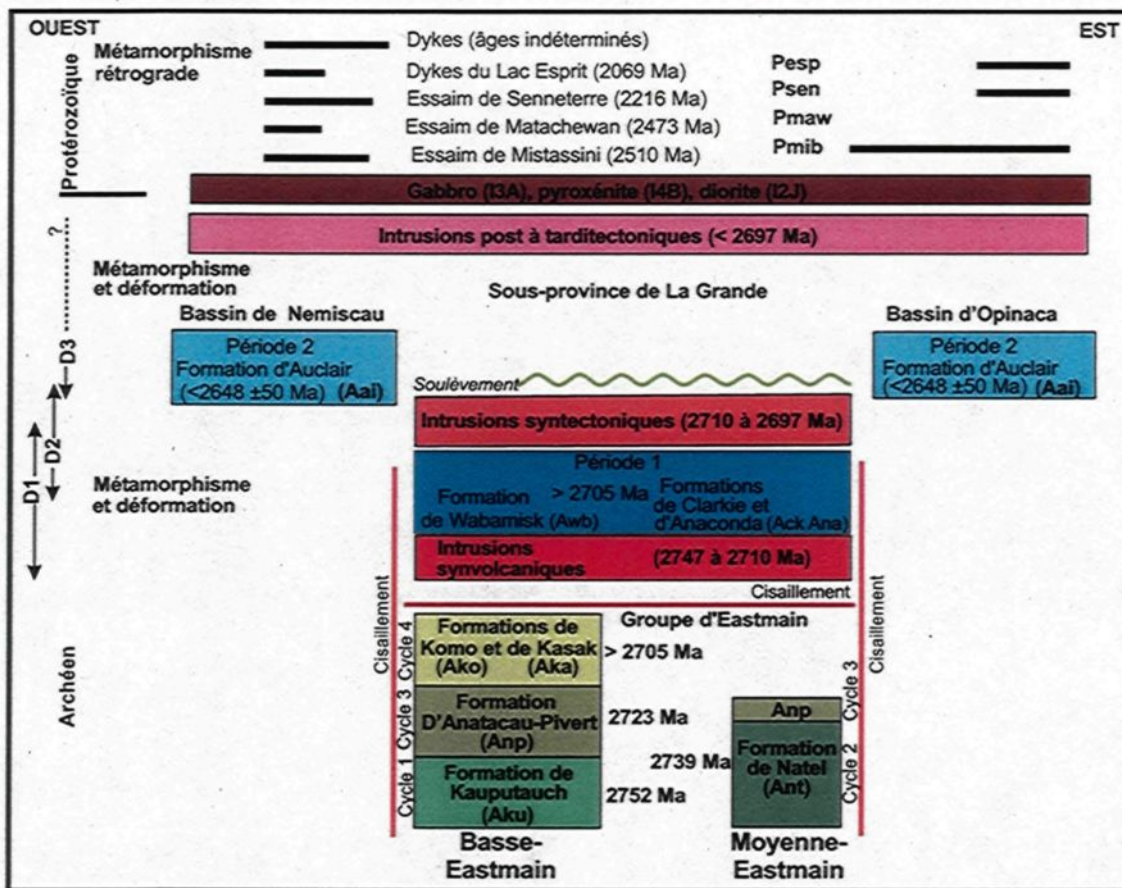 OUEST
EST
Métamorphisme
rétrograde
Protérozoïque
Dykes (âges indéterminés)
Dykes du Lac Esprit (2069 Ma)
Essaim de Senneterre (2216 Ma)
Essaim de Matachewan (2473 Ma)
Essaim de Mistassini (2510 Ma)
Pesp
Psen
Pmaw
Pmib
Gabbro (I3A), pyroxénite (I4B), diorite (I2J)
?
Intrusions post à tarditectoniques (< 2697 Ma)
Métamorphisme
et déformation
Sous-province de La Grande
Bassin de Nemiscau
Bassin d'Opinaca
D3
Période 2
Formation d'Auclair
(<2648 ±50 Ma) (Aai)
Période 2
Formation d'Auclair
(<2648 ±50 Ma) (Aai)
Soulèvement
Intrusions syntectoniques (2710 à 2697 Ma)
D2
D1
Métamorphisme
et déformation
Période 1
Formation > 2705 Ma Formations
de Wabamisk (Awb) de Clarkie et
d'Anaconda (Ack Ana)
Intrusions (2747 à 2710 Ma)
synvolcaniques
Cisaillement
Cisaillement
Cisaillement
Archéen
Groupe d'Eastmain
Cycle 4
Formations de
Komo et de Kasak
(Ako) (Aka)
> 2705 Ma
Cycle 3
Formation
D'Anatacau-Pivert
(Anp)
2723 Ma
Cycle 3
Anp
2739 Ma
Cycle 1
Formation de
Kauputauch
(Aku)
2752 Ma
Formation
de Natel
(Ant)
Cycle 2
Basse-
Eastmain
Moyenne-
Eastmain